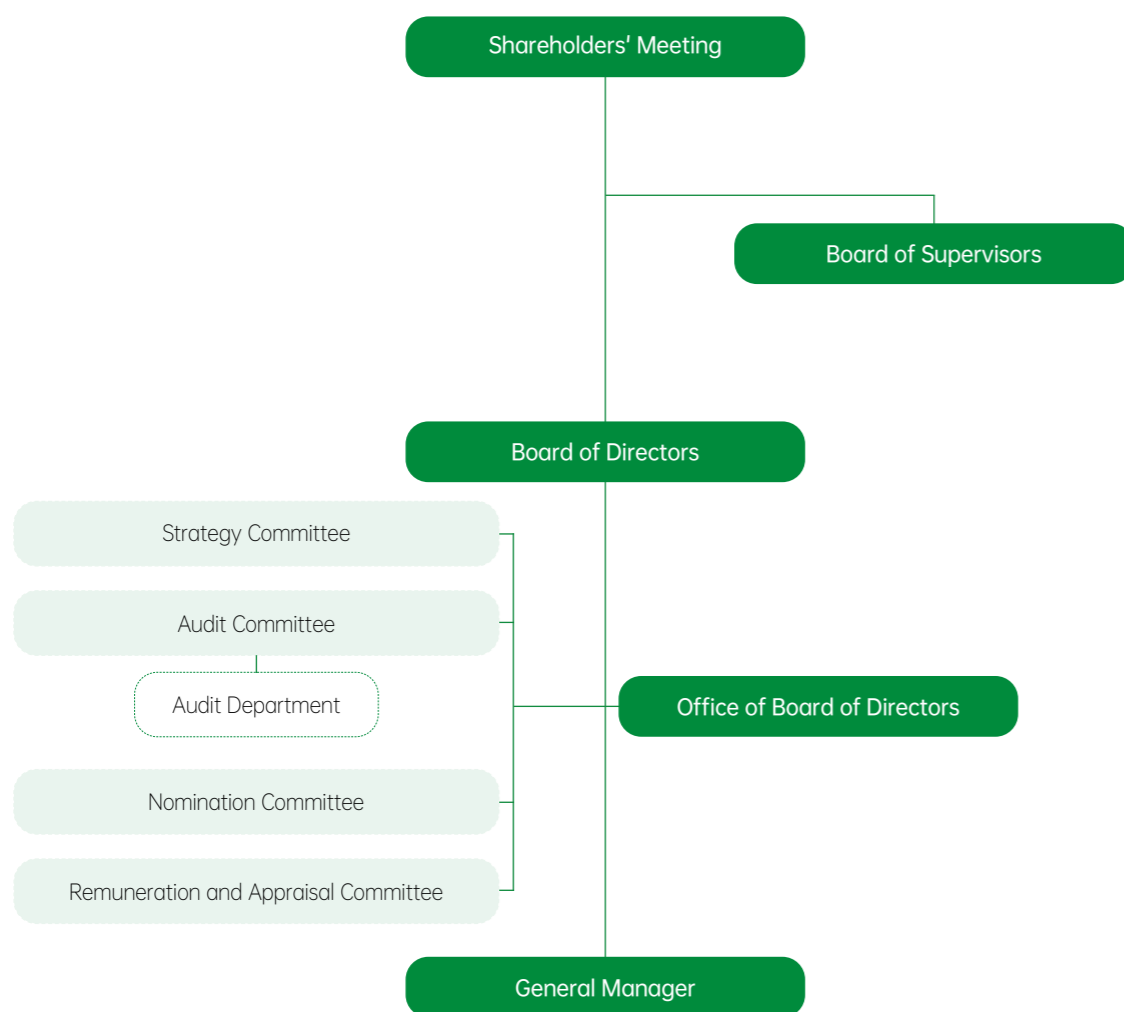 Shareholders' Meeting
Board of Supervisors
Board of Directors
Strategy Committee
Audit Committee
Audit Department
Office of Board of Directors
Nomination Committee
Remuneration and Appraisal Committee
General Manager